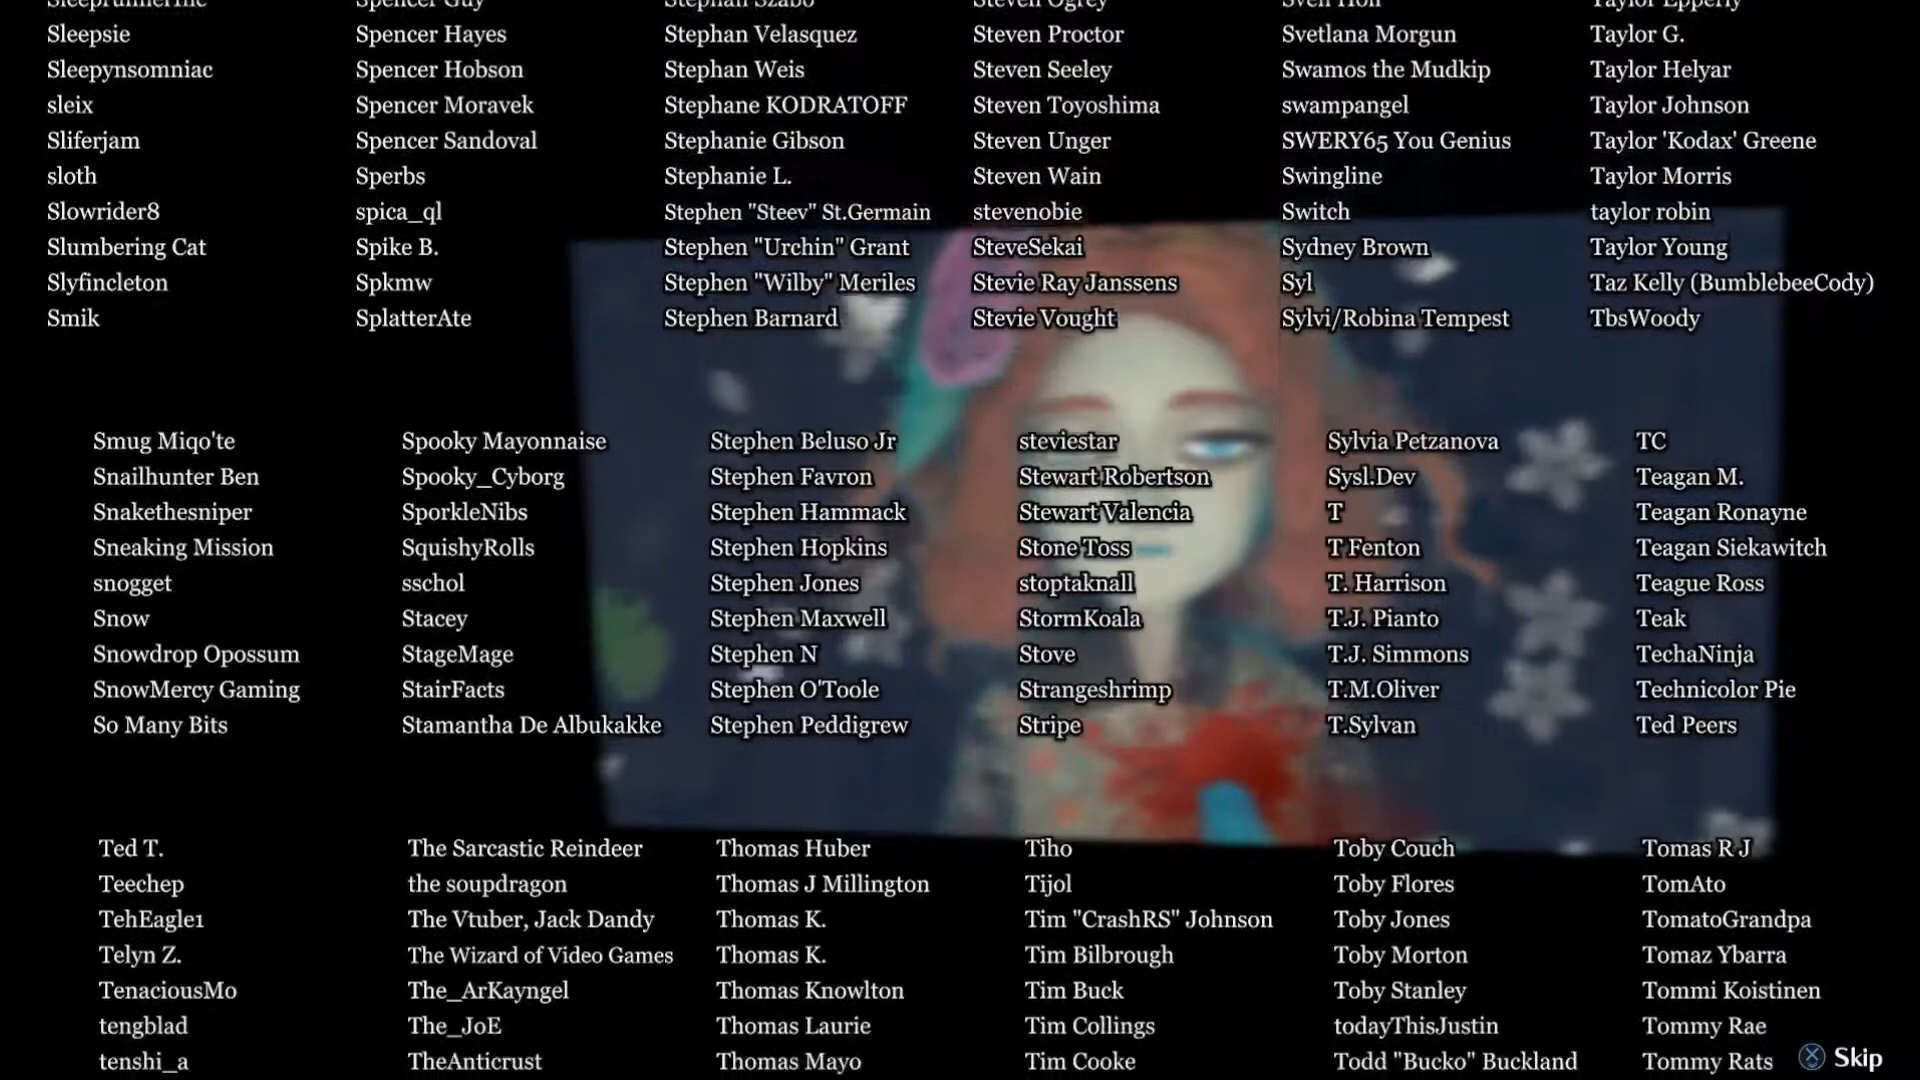 Sleepsie
Sleepynsomniac
sleix
Sliferjam
sloth
Slowrider8
Slumbering Cat
Slyfincleton
Smik
Spencer Guy
Spencer Hayes
Spencer Hobson
Spencer Moravek
Spencer Sandoval
Sperbs
spica_ql
Spike B.
Spkmw
SplatterAte
Stephan Szabo
Stephan Velasquez
Stephan Weis
Stephane KODRATOFF
Stephanie Gibson
Stephanie L.
Stephen "Steev" St.Germain
Stephen "Urchin" Grant
Stephen "Wilby" Meriles
Stephen Barnard
Steven Ogrey
Steven Proctor
Steven Seeley
Steven Toyoshima
Steven Unger
Steven Wain
stevenobie
SteveSekai
Stevie Ray Janssens
Stevie Vought
Svetlana Morgun
Swamos the Mudkip
swampangel
SWERY65 You Genius
Swingline
Switch
Sydney Brown
Syl
Sylvi/Robina Tempest
Taylor Epperly
Taylor G.
Taylor Helyar
Taylor Johnson
Taylor 'Kodax' Greene
Taylor Morris
taylor robin
Taylor Young
Taz Kelly (BumblebeeCody)
TbsWoody
Smug Miqo'te
Snailhunter Ben
Snakethesniper
Sneaking Mission
snogget
Snow
Snowdrop Opossum
SnowMercy Gaming
So Many Bits
Spooky Mayonnaise
Spooky_Cyborg
SporkleNibs
SquishyRolls
sschol
Stacey
StageMage
StairFacts
Stamantha De Albukakke
Stephen Beluso Jr
Stephen Favron
Stephen Hammack
Stephen Hopkins
Stephen Jones
Stephen Maxwell
Stephen N
Stephen O'Toole
Stephen Peddigrew
steviestar
Stewart Robertson
Stewart Valencia
Stone Toss
stoptaknall
StormKoala
Stove
Strangeshrimp
Stripe
Sylvia Petzanova
Sysl.Dev
T
T Fenton
T. Harrison
T.J. Pianto
T.J. Simmons
T.M.Oliver
T.Sylvan
TC
Teagan M.
Teagan Ronayne
Teagan Siekawitch
Teague Ross
Teak
TechaNinja
Technicolor Pie
Ted Peers
Ted T.
Teechep
TehEagle1
Telyn Z.
TenaciousMo
tengblad
tenshi_a
The Sarcastic Reindeer
the soupdragon
The Vtuber, Jack Dandy
The Wizard of Video Games
The_ArKayngel
The_JoE
TheAnticrust
Thomas Huber
Thomas J Millington
Thomas K.
Thomas K.
Thomas Knowlton
Thomas Laurie
Thomas Mayo
Tiho
Tijol
Tim "CrashRS" Johnson
Tim Bilbrough
Tim Buck
Tim Collings
Tim Cooke
Toby Couch
Toby Flores
Toby Jones
Toby Morton
Toby Stanley
todayThisJustin
Todd "Bucko" Buckland
Tomas R J
TomAto
TomatoGrandpa
Tomaz Ybarra
Tommi Koistinen
Tommy Rae
Tommy Rats
Skip